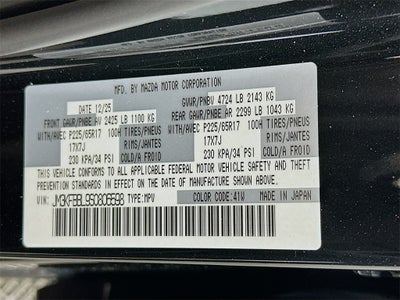 MFD. BY MAZDA MOTOR CORPORATION
DATE 12/25 GVWR/PNBV 4724 LB 2143 KG
FRONT GAWR/PNBE AV 2425 LB 1100 KG REAR GAWR/PNBE AR 2299 LB 1043 KG
WITH/AVEC P225/65R17 100H TIRES/PNEUS WITH/AVEC P225/65R17 100H TIRES/PNEUS
17X7J RIMS/JANTES 17X7J RIMS/JANTES
230 KPA/34 PSI COLD/A FROID 230 KPA/34 PSI COLD/A FROID
THIS VEHICLE CONFORMS TO ALL APPLICABLE FEDERAL MOTOR VEHICLE SAFETY AND THEFT
PREVENTION STANDARDS IN EFFECT ON THE DATE OF MANUFACTURE SHOWN ABOVE.
VIN: TYPE:MPV COLOR CODE:41W MADE IN JAPAN